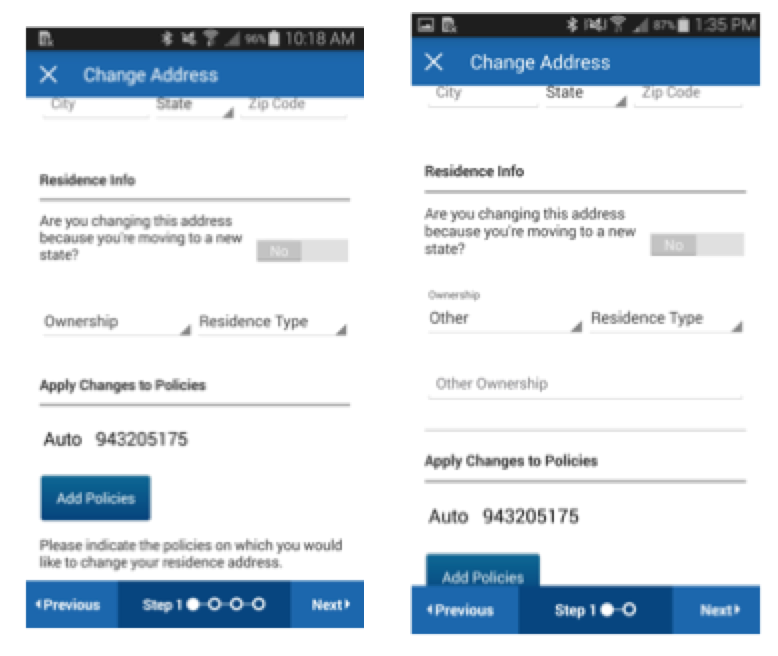 96% 10:18 AM
Change Address
City State Zip Code
Residence Info
Are you changing this address
because you're moving to a new
state?
No
Ownership Residence Type
Apply Changes to Policies
Auto 943205175
Add Policies
Please indicate the policies on which you would
like to change your residence address.
Previous Step 1 Next
87% 1:35 PM
Change Address
City State Zip Code
Residence Info
Are you changing this address
because you're moving to a new
state?
No
Ownership
Other Residence Type
Other Ownership
Apply Changes to Policies
Auto 943205175
Add Policies
Previous Step 1 Next